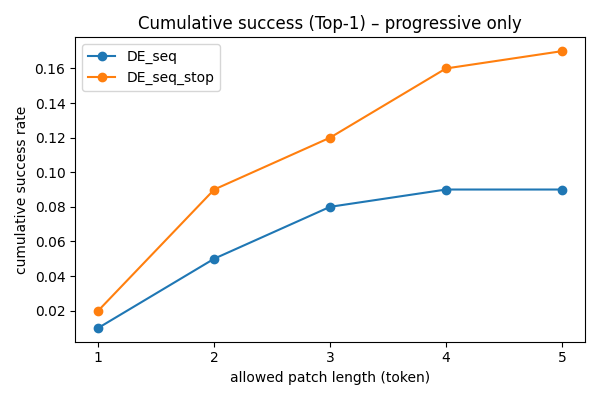 Cumulative success (Top-1) – progressive only
DE_seq
DE_seq_stop
cumulative success rate
0.16
0.14
0.12
0.10
0.08
0.06
0.04
0.02
1 2 3 4 5
allowed patch length (token)